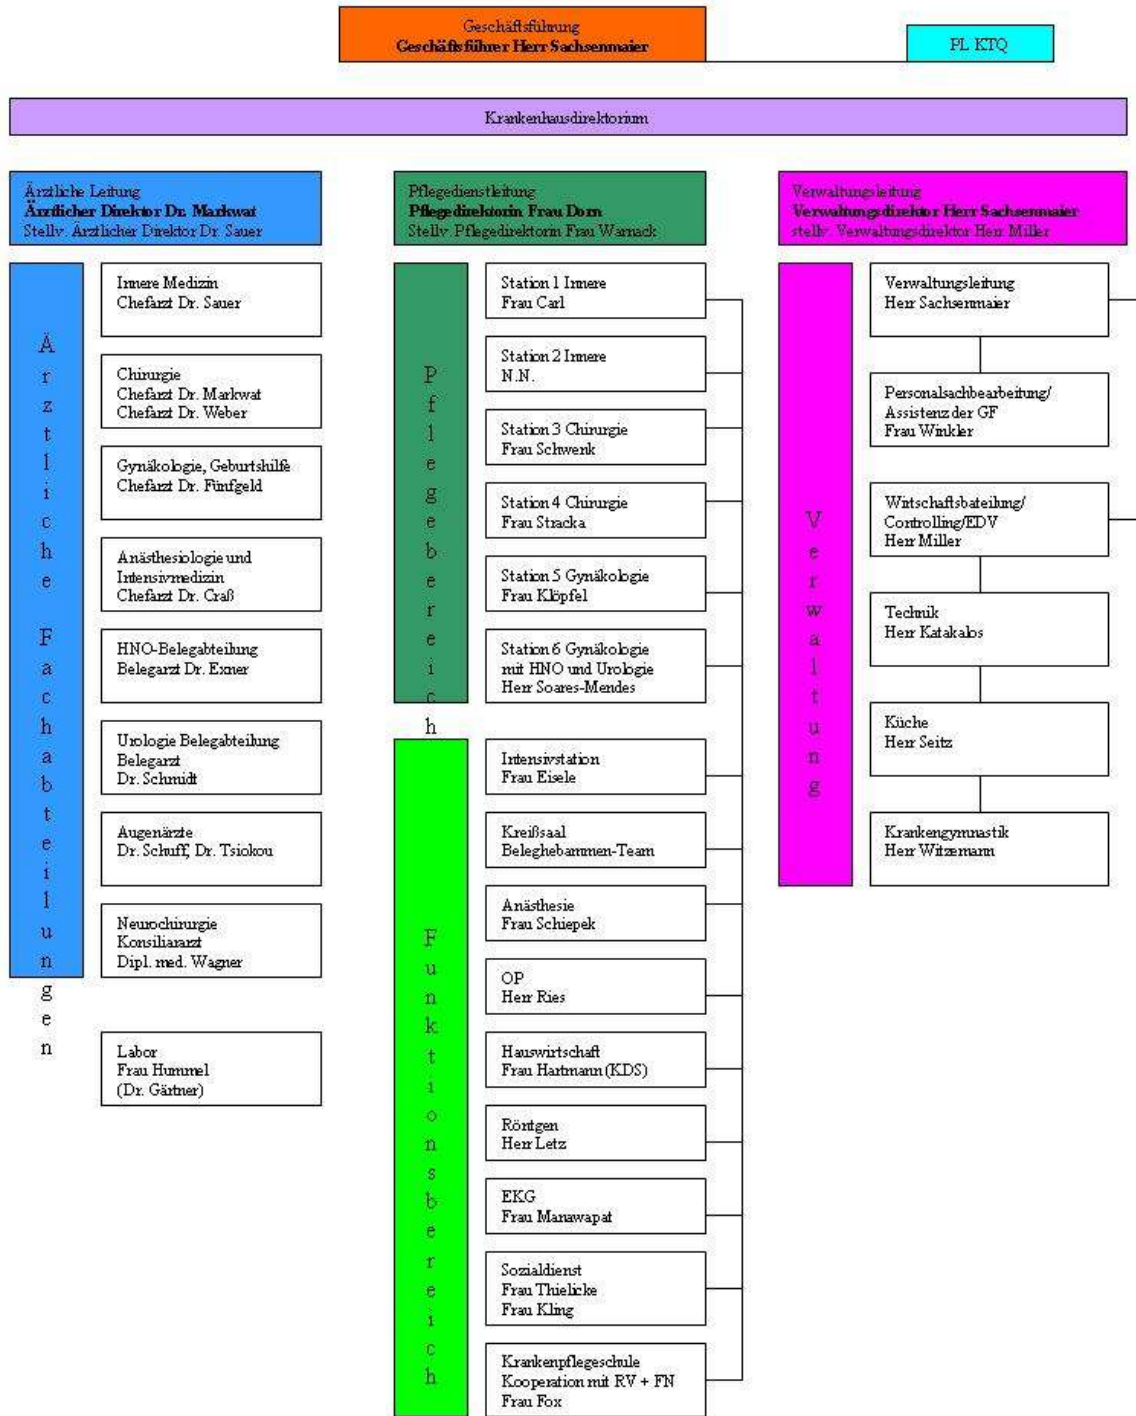 Geschäftsführung
Geschäftsführer Herr Sachsenmaier
PL KTQ
Krankenhausdirektorium
Ärztliche Leitung
Ärztlicher Direktor Dr. Markwat
Stellv. Ärztlicher Direktor Dr. Sauer
Ärztliche Fachabteilungen
Innere Medizin
Chefarzt Dr. Sauer
Chirurgie
Chefarzt Dr. Markwat
Chefarzt Dr. Weber
Gynäkologie, Geburtshilfe
Chefarzt Dr. Fünfgeld
Anästhesiologie und
Intensivmedizin
Chefarzt Dr. Craß
HNO-Belegabteilung
Belegarzt Dr. Exner
Urologie Belegabteilung
Belegarzt
Dr. Schmidt
Augenärzte
Dr. Schuff, Dr. Tsiokou
Neurochirurgie
Konsiliararzt
Dipl. med. Wagner
Labor
Frau Hummel
(Dr. Gärtner)
Pflegedienstleitung
Pflegedirektorin Frau Dorn
Stellv. Pflegedirektorin Frau Warnack
Pflegebereich
Station 1 Innere
Frau Carl
Station 2 Innere
N.N.
Station 3 Chirurgie
Frau Schwenk
Station 4 Chirurgie
Frau Stracka
Station 5 Gynäkologie
Frau Klöpfel
Station 6 Gynäkologie
mit HNO und Urologie
Herr Soares-Mendes
Funktionsbereich
Intensivstation
Frau Eisele
Kreißsaal
Beleghebammen-Team
Anästhesie
Frau Schiepek
OP
Herr Ries
Hauswirtschaft
Frau Hartmann (KDS)
Röntgen
Herr Letz
EKG
Frau Manawapat
Sozialdienst
Frau Thielicke
Frau Kling
Krankenpflegeschule
Kooperation mit RV + FN
Frau Fox
Verwaltungsleitung
Verwaltungsdirektor Herr Sachsenmaier
stellv. Verwaltungsdirektor Herr Miller
Verwaltung
Verwaltungsleitung
Herr Sachsenmaier
Personalsachbearbeitung/
Assistenz der GF
Frau Winkler
Wirtschaftsbateilung/
Controlling/EDV
Herr Miller
Technik
Herr Katakalos
Küche
Herr Seitz
Krankengymnastik
Herr Witzemann